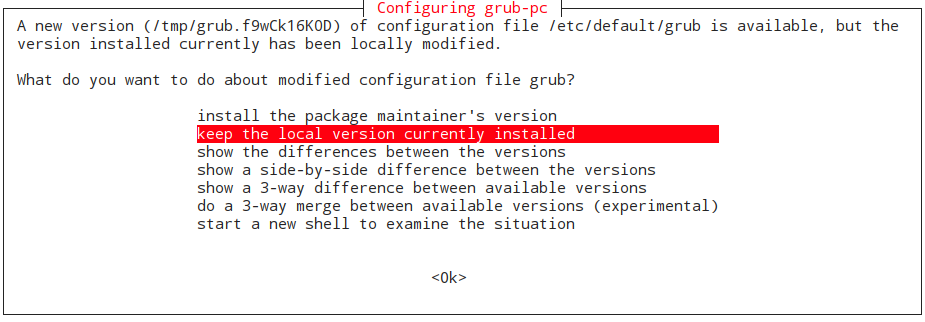 Configuring grub-pc
A new version (/tmp/grub.f9wCk16K0D) of configuration file /etc/default/grub is available, but the
version installed currently has been locally modified.
What do you want to do about modified configuration file grub?
install the package maintainer's version
keep the local version currently installed
show the differences between the versions
show a side-by-side difference between the versions
show a 3-way difference between available versions
do a 3-way merge between available versions (experimental)
start a new shell to examine the situation
<Ok>